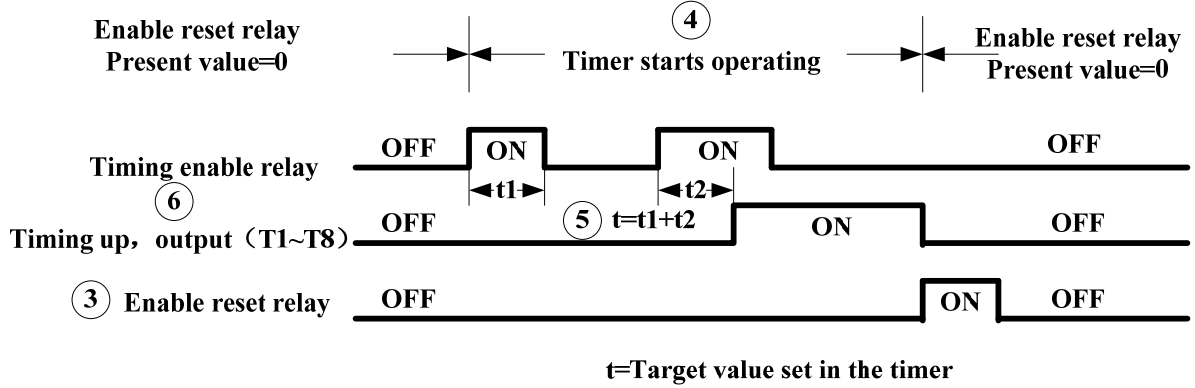 Enable reset relay
Present value=0
④
Timer starts operating
Enable reset relay
Present value=0
Timing enable relay
OFF
ON
ON
OFF
t1
t2
⑥
Timing up，output（T1~T8）
OFF
⑤ t=t1+t2
ON
OFF
③ Enable reset relay
OFF
ON
OFF
t=Target value set in the timer